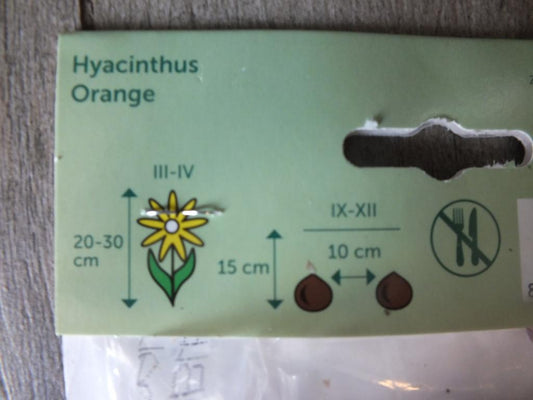 Hyacinthus
Orange
III-IV
20-30
cm
IX-XII
10 cm
15 cm